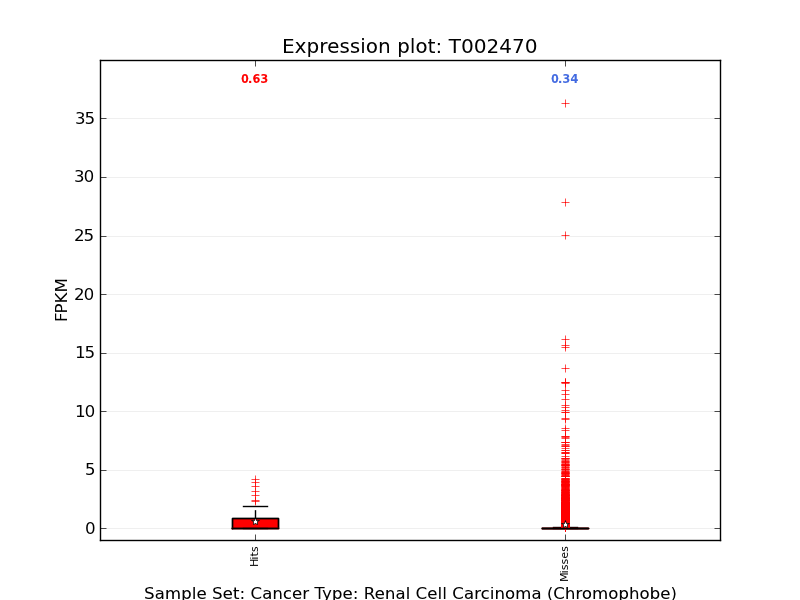 Expression plot: T002470
0.63
0.34
35
30
25
20
15
10
5
0
FPKM
Hits
Misses
Sample Set: Cancer Type: Renal Cell Carcinoma (Chromophobe)